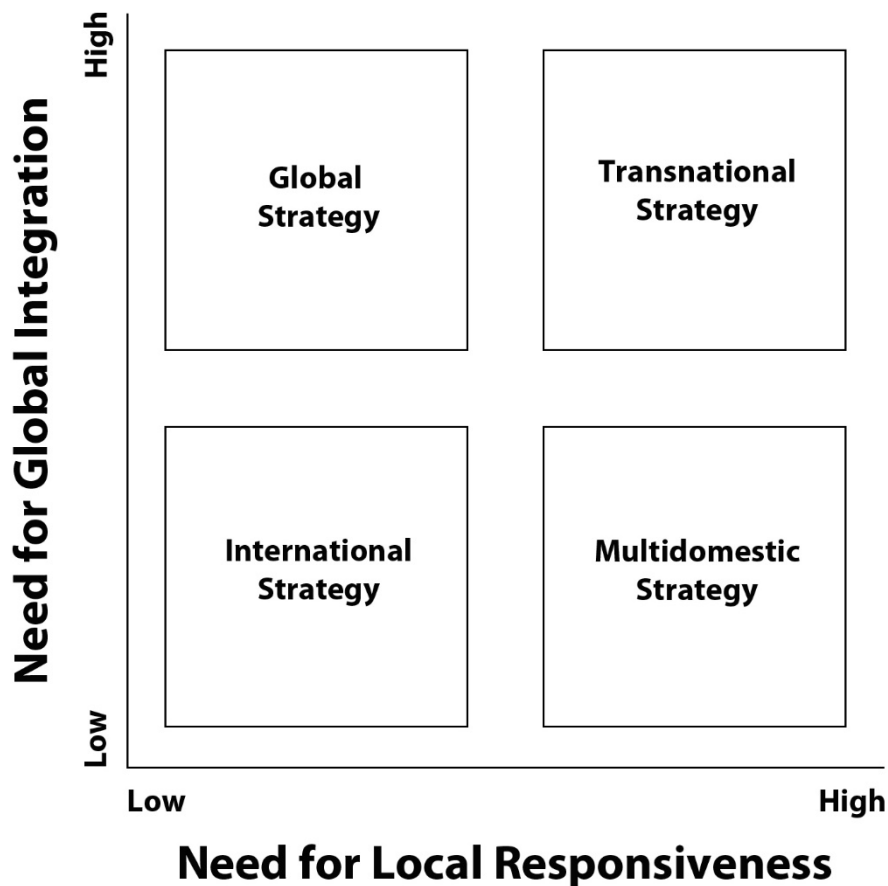 High
Need for Global Integration
Low
Global
Strategy
Transnational
Strategy
International
Strategy
Multidomestic
Strategy
Low
High
Need for Local Responsiveness